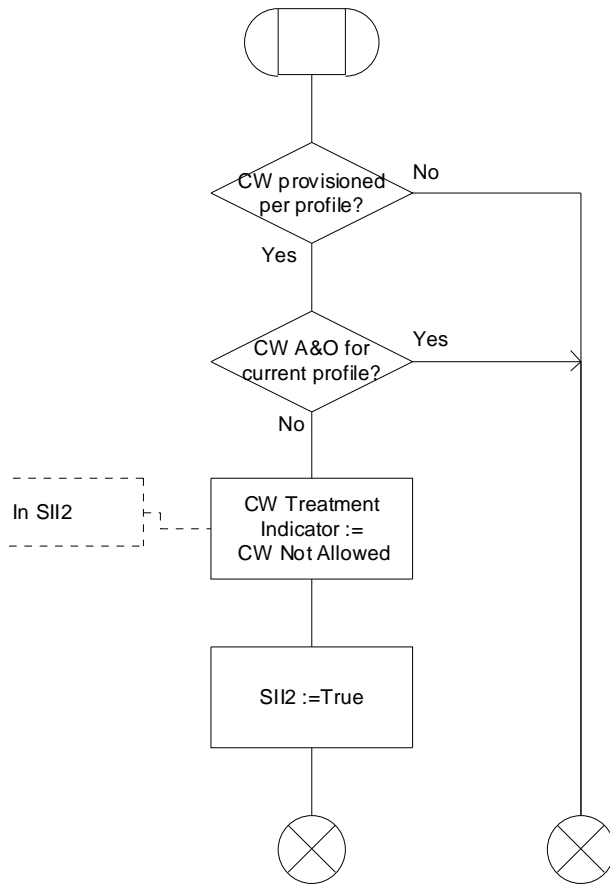 CW provisioned
per profile?
No
Yes
CW A&O for
current profile?
Yes
No
In SII2
CW Treatment
Indicator :=
CW Not Allowed
SII2 :=True